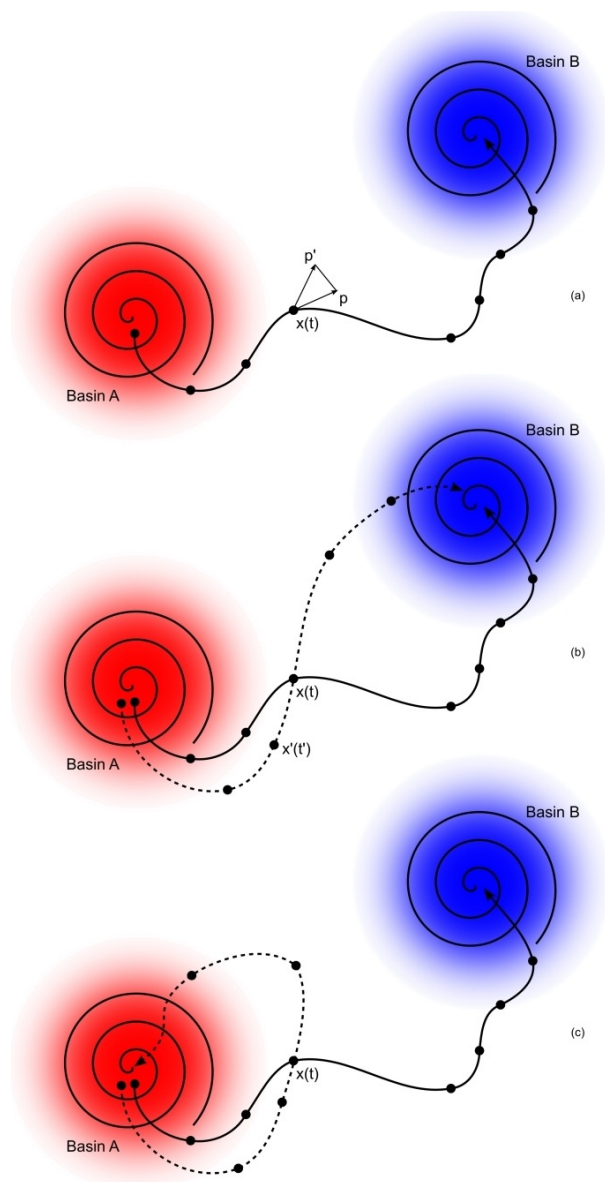 Basin B
p'
p
(a)
x(t)
Basin A
Basin B
(b)
x(t)
x'(t')
Basin A
Basin B
(c)
x(t)
Basin A